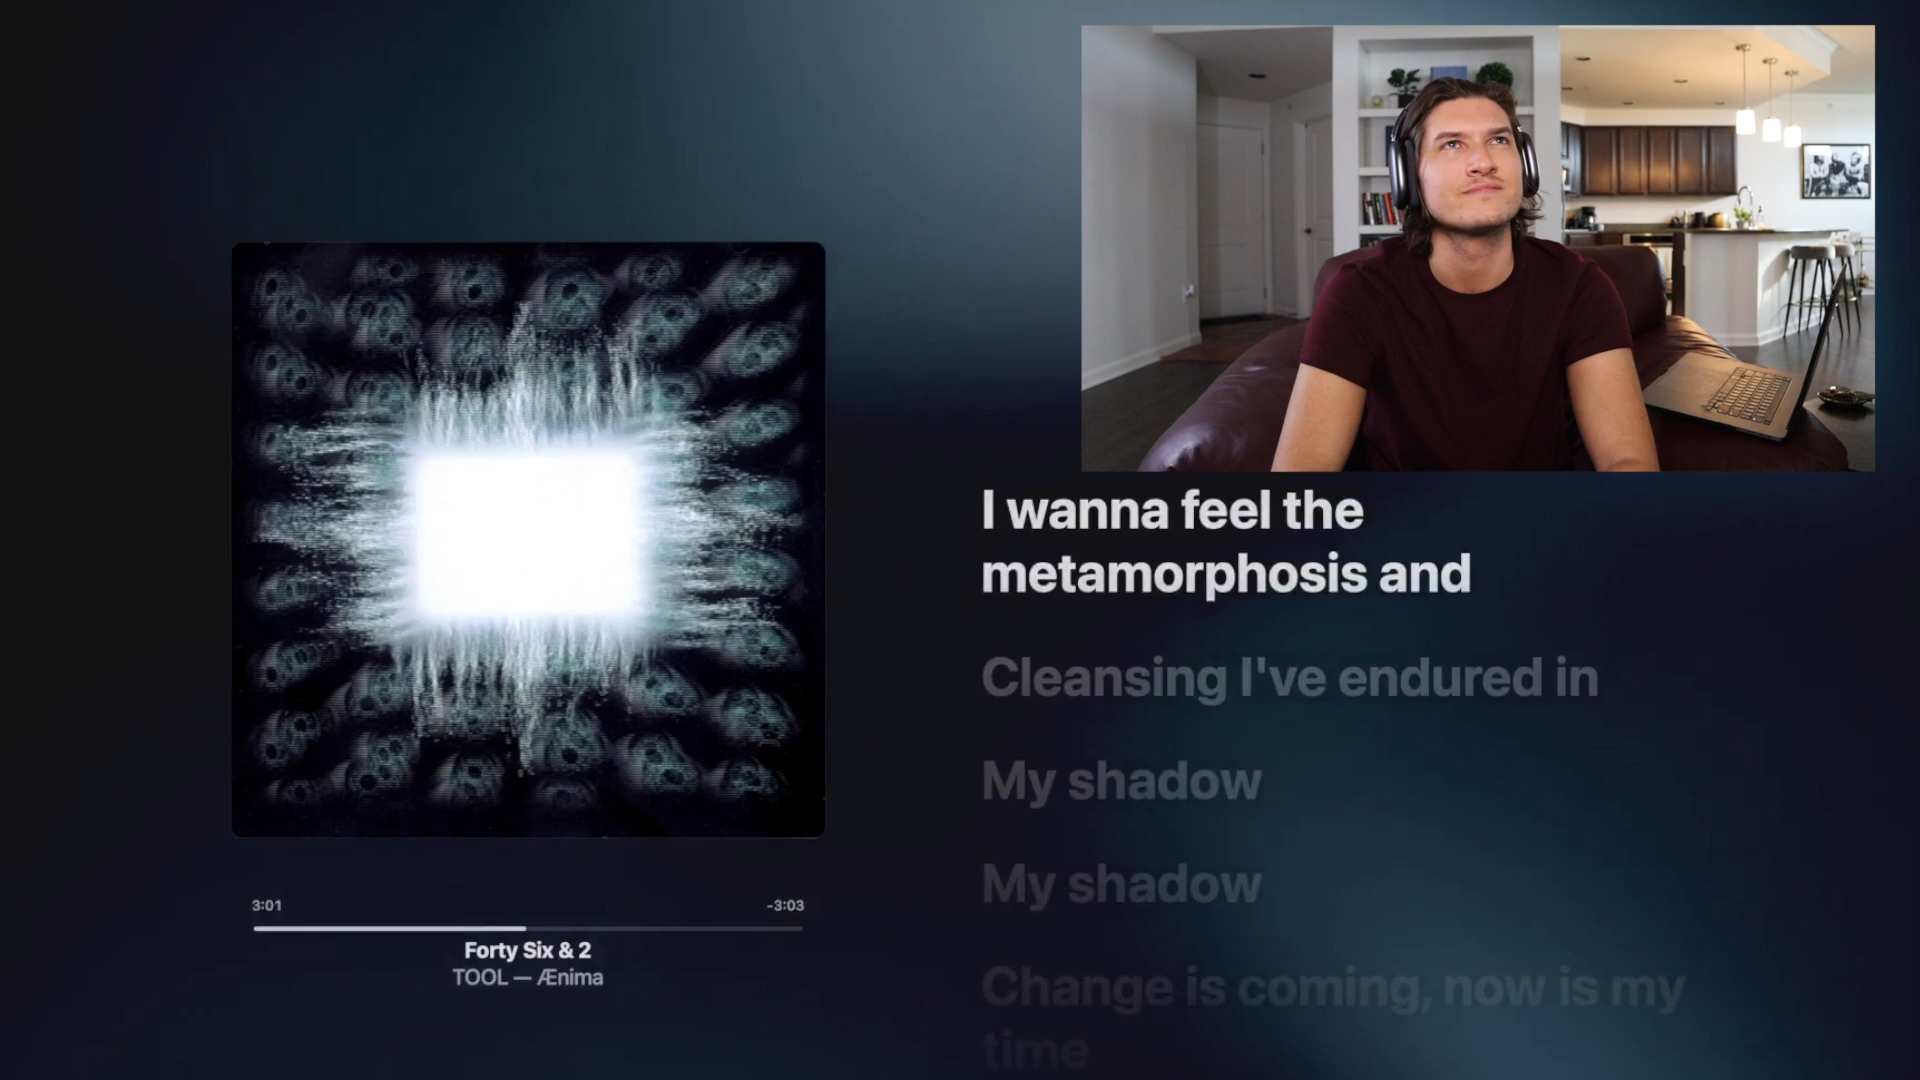 I wanna feel the
metamorphosis and
Cleansing I've endured in
My shadow
My shadow
Change is coming, now is my
time
3:01
-3:03
Forty Six & 2
TOOL — Ænima